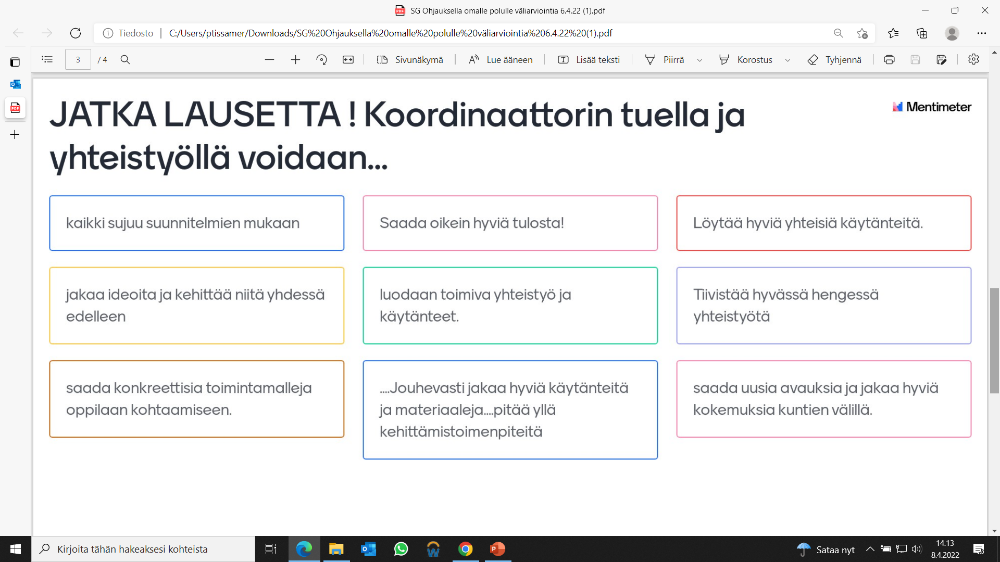 SG Ohjauksella omalle polulle väliarviointia 6.4.22 (1).pdf
Tiedosto
C:/Users/ptissamer/Downloads/SG%20Ohjauksella%20omalle%20polulle%20väliarviointia%206.4.22%20(1).pdf
3 / 4
Sivunäkymä
Lue ääneen
Lisää teksti
Piirrä
Korostus
Tyhjennä
JATKA LAUSETTA ! Koordinaattorin tuella ja
yhteistyöllä voidaan...
Mentimeter
kaikki sujuu suunnitelmien mukaan
Saada oikein hyviä tulosta!
Löytää hyviä yhteisiä käytänteitä.
jakaa ideoita ja kehittää niitä yhdessä
edelleen
luodaan toimiva yhteistyö ja
käytänteet.
Tiivistää hyvässä hengessä
yhteistyötä
saada konkreettisia toimintamalleja
oppilaan kohtaamiseen.
....Jouhevasti jakaa hyviä käytänteitä
ja materiaaleja....pitää yllä
kehittämistoimenpiteitä
saada uusia avauksia ja jakaa hyviä
kokemuksia kuntien välillä.
Kirjoita tähän hakeaksesi kohteista
Sataa nyt
14.13
8.4.2022